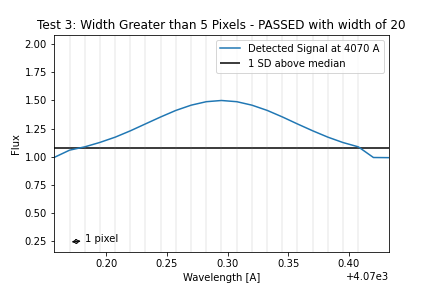 Test 3: Width Greater than 5 Pixels - PASSED with width of 20
2.00
1.75
1.50
1.25
1.00
0.75
0.50
0.25
Flux
Detected Signal at 4070 A
1 SD above median
1 pixel
0.20
0.25
0.30
0.35
0.40
Wavelength [A]
+4.07e3